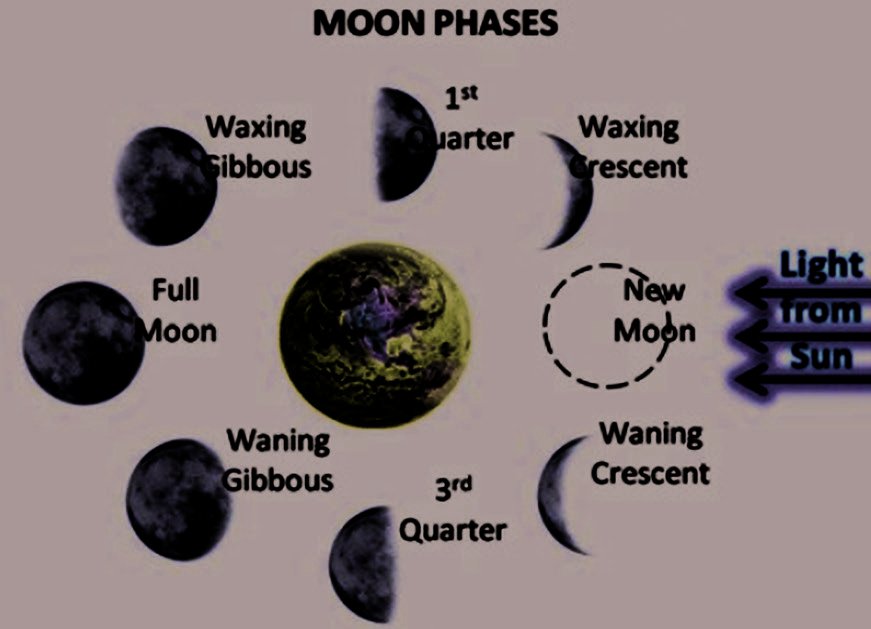 MOON PHASES
1st
Quarter
Waxing
Gibbous
Waxing
Crescent
Full
Moon
New
Moon
Light
from
Sun
Waning
Gibbous
Waning
Crescent
3rd
Quarter